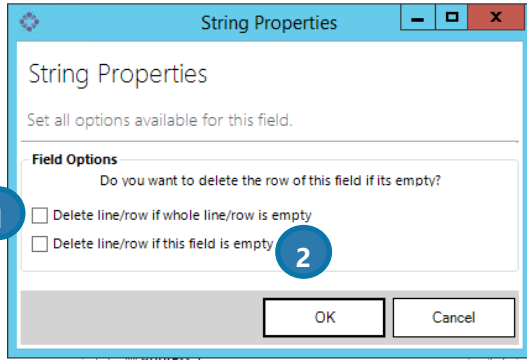 String Properties
String Properties
Set all options available for this field.
Field Options
Do you want to delete the row of this field if its empty?
Delete line/row if whole line/row is empty
Delete line/row if this field is empty
2
OK
Cancel